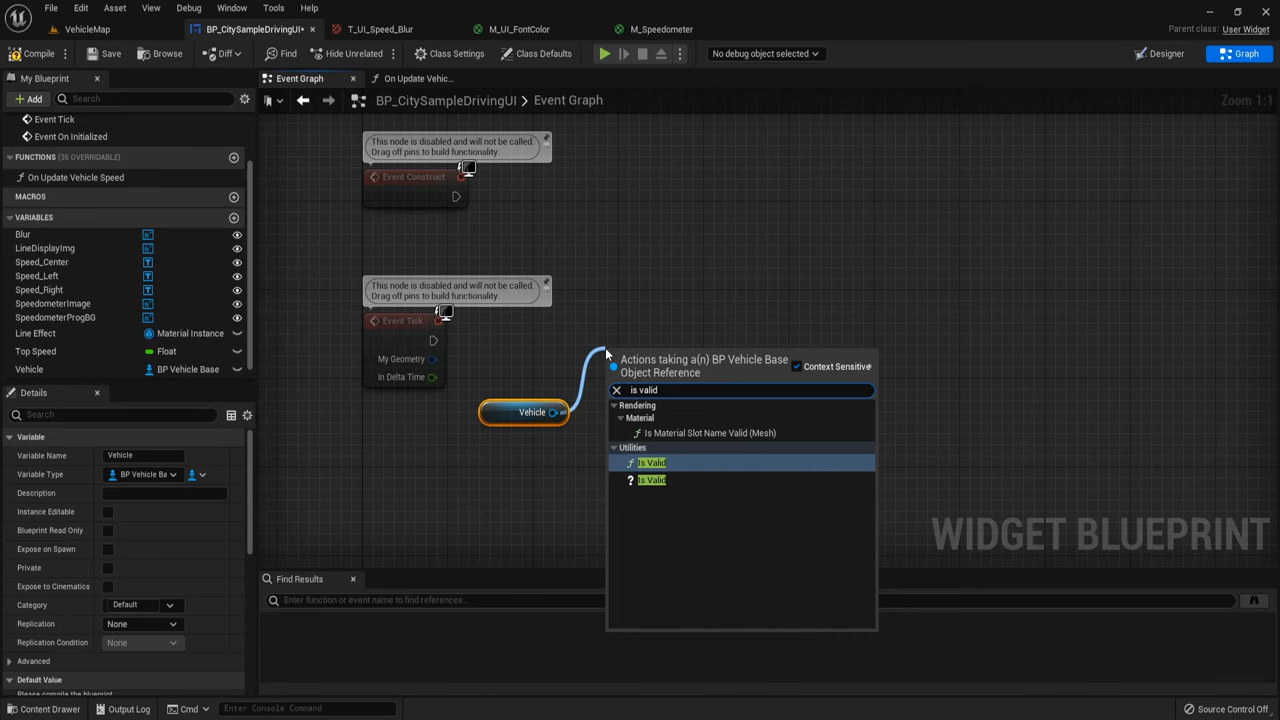 File Edit Asset View Debug Window Tools Help
VehicleMap
BP_CitySampleDrivingUI•
T_UI_Speed_Blur
M_UI_FontColor
M_Speedometer
Parent class: User Widget
Compile
Save
Browse
Diff
Find
Hide Unrelated
Class Settings
Class Defaults
No debug object selected
Designer
Graph
My Blueprint
Event Graph
On Update Vehic...
Add
Search
BP_CitySampleDrivingUI > Event Graph
Zoom 1:1
Event Tick
Event On Initialized
FUNCTIONS (35 OVERRIDABLE)
On Update Vehicle Speed
MACROS
VARIABLES
Blur
LineDisplayImg
Speed_Center
Speed_Left
Speed_Right
SpeedometerImage
SpeedometerProgBG
Line Effect Material Instance
Top Speed Float
Vehicle BP Vehicle Base
This node is disabled and will not be called.
Drag off pins to build functionality.
Event Construct
This node is disabled and will not be called.
Drag off pins to build functionality.
Event Tick
My Geometry
In Delta Time
Vehicle
Actions taking a(n) BP Vehicle Base
Object Reference
Context Sensitive
is valid
Rendering
Material
Is Material Slot Name Valid (Mesh)
Utilities
Is Valid
Is Valid
WIDGET BLUEPRINT
Details
Search
Variable
Variable Name Vehicle
Variable Type BP Vehicle Ba
Description
Instance Editable
Blueprint Read Only
Expose on Spawn
Private
Expose to Cinematics
Category Default
Replication None
Replication Condition None
Advanced
Default Value
Please compile the blueprint
Find Results
Enter function or event name to find references...
Content Drawer
Output Log
Cmd
Enter Console Command
Source Control Off